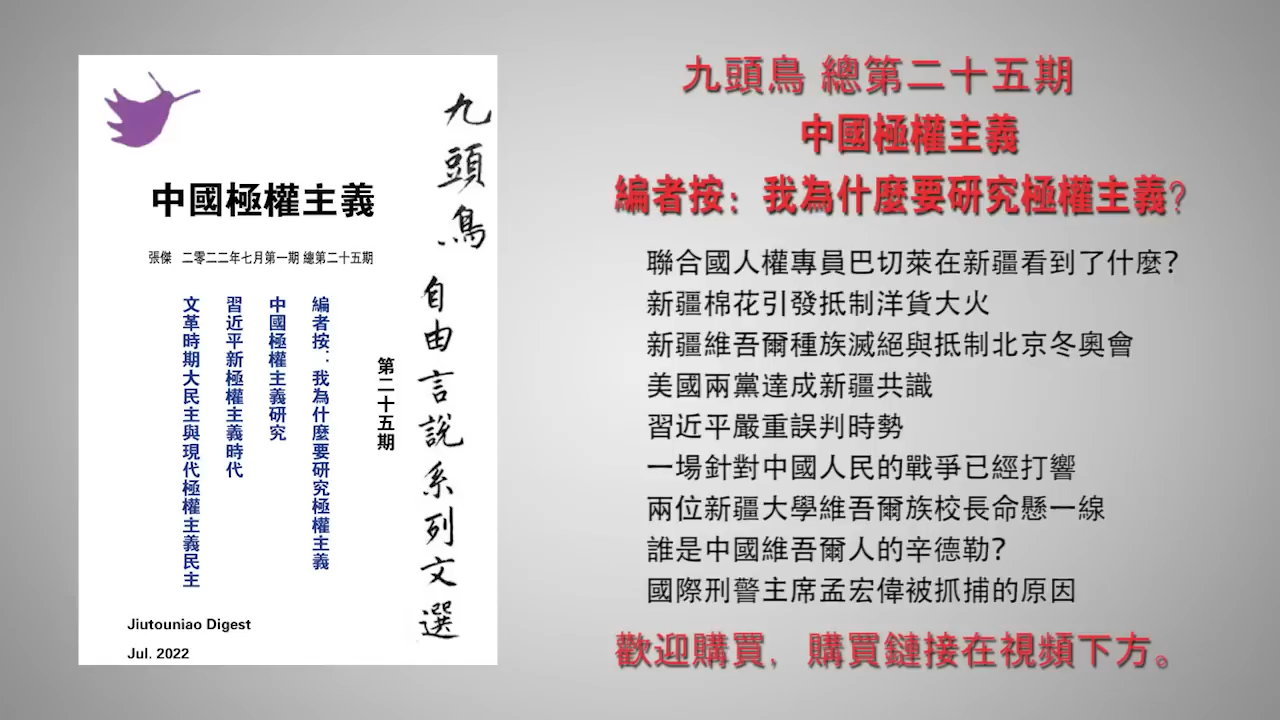 中國極權主義
張傑 二零二二年七月第一期 總第二十五期
九頭鳥 自由言說系列文選
第二十五期
編者按：我為什麼要研究極權主義
中國極權主義研究
習近平新極權主義時代
文革時期大民主與現代極權主義民主
Jiutouniao Digest
Jul. 2022
九頭鳥 總第二十五期
中國極權主義
編者按：我為什麼要研究極權主義?
聯合國人權專員巴切萊在新疆看到了什麼?
新疆棉花引發抵制洋貨大火
新疆維吾爾種族滅絕與抵制北京冬奧會
美國兩黨達成新疆共識
習近平嚴重誤判時勢
一場針對中國人民的戰爭已經打響
兩位新疆大學維吾爾族校長命懸一線
誰是中國維吾爾人的辛德勒?
國際刑警主席孟宏偉被抓捕的原因
歡迎購買，購買鏈接在視頻下方。